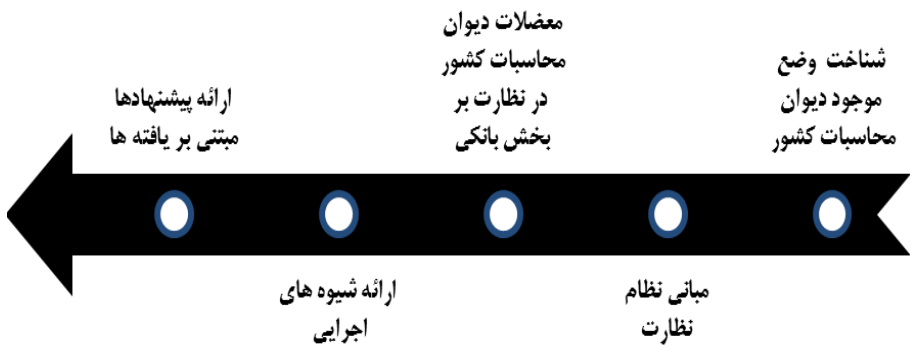 شناخت وضع
موجود دیوان
محاسبات کشور
مبانی نظام
نظارت
معضلات دیوان
محاسبات کشور
در نظارت بر
بخش بانکی
ارائه شیوه های
اجرایی
ارائه پیشنهادها
مبتنی بر یافته ها